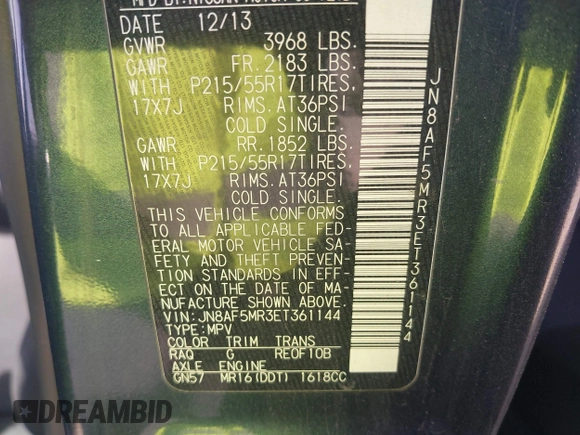 DATE 12/13
GVWR 3968 LBS.
GAWR FR. 2183 LBS.
WITH P215/55R17TIRES,
17X7J RIMS. AT36PSI
COLD SINGLE.
GAWR RR. 1852 LBS.
WITH P215/55R17TIRES,
17X7J RIMS. AT36PSI
COLD SINGLE.
THIS VEHICLE CONFORMS
TO ALL APPLICABLE FED-
ERAL MOTOR VEHICLE SA-
FETY AND THEFT PREVEN-
TION STANDARDS IN EFF-
ECT ON THE DATE OF MA-
NUFACTURE SHOWN ABOVE.
VIN: JN8AF5MR3ET361144
TYPE: MPV
COLOR TRIM TRANS
RAQ G RE0F10B
AXLE ENGINE
GN57 MR16(DDT) 1618CC
JN8AF5MR3ET361144
DREAMBID